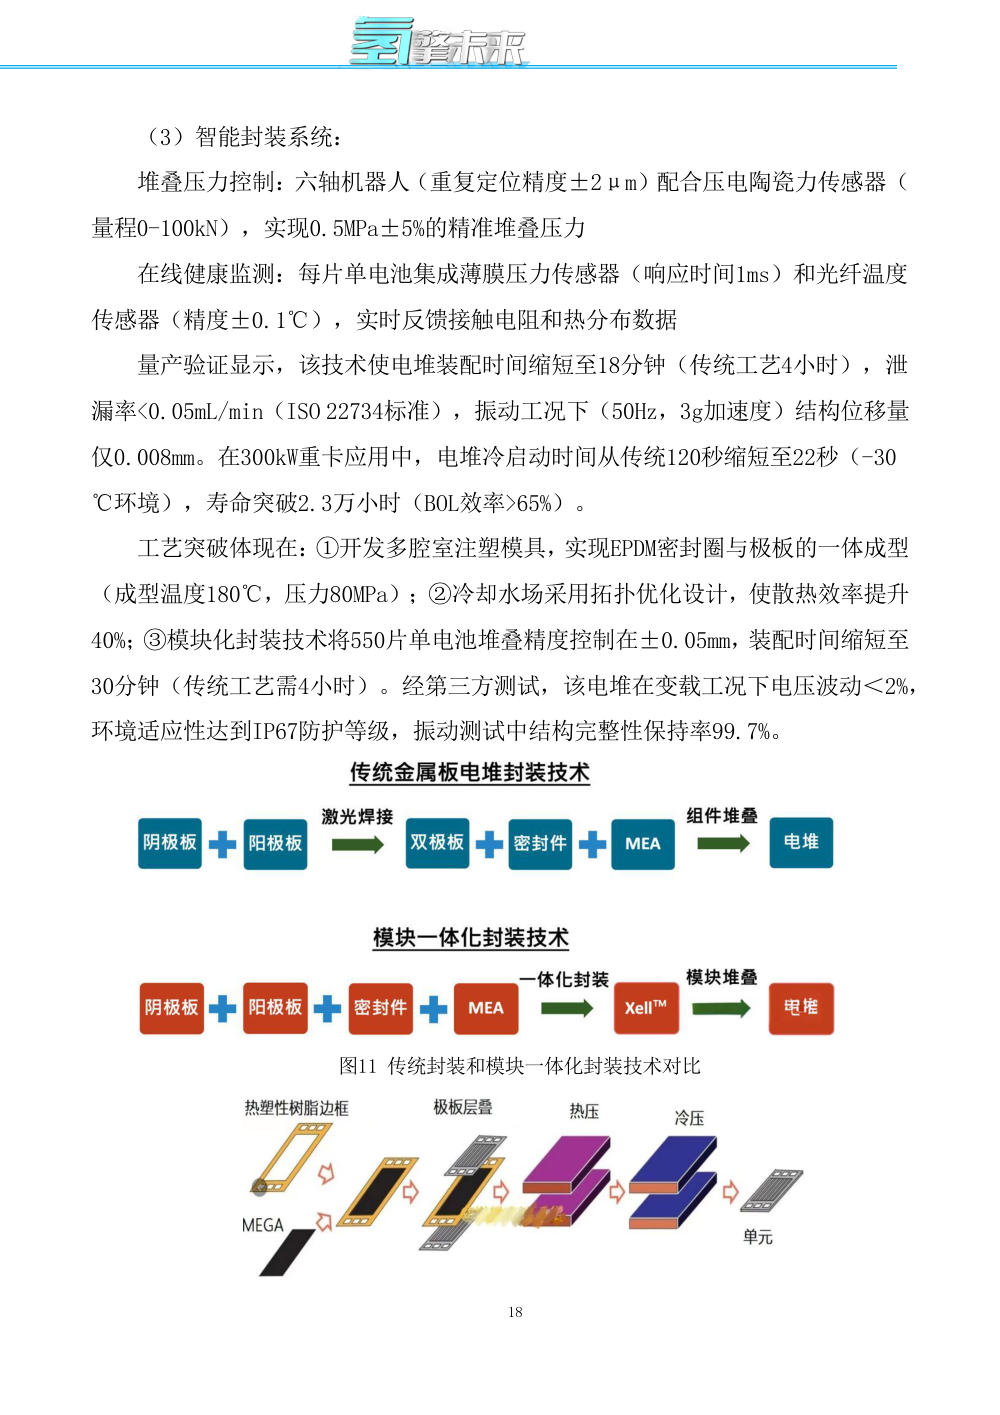 氢擎未来
（3）智能封装系统：
堆叠压力控制：六轴机器人（重复定位精度±2μm）配合压电陶瓷力传感器（
量程0-100kN），实现0.5MPa±5%的精准堆叠压力
在线健康监测：每片单电池集成薄膜压力传感器（响应时间1ms）和光纤温度
传感器（精度±0.1℃），实时反馈接触电阻和热分布数据
量产验证显示，该技术使电堆装配时间缩短至18分钟（传统工艺4小时），泄
漏率<0.05mL/min（ISO 22734标准），振动工况下（50Hz，3g加速度）结构位移量
仅0.008mm。在300kW重卡应用中，电堆冷启动时间从传统120秒缩短至22秒（-30
℃环境），寿命突破2.3万小时（BOL效率>65%）。
工艺突破体现在：①开发多腔室注塑模具，实现EPDM密封圈与极板的一体成型
（成型温度180℃，压力80MPa）；②冷却水场采用拓扑优化设计，使散热效率提升
40%；③模块化封装技术将550片单电池堆叠精度控制在±0.05mm，装配时间缩短至
30分钟（传统工艺需4小时）。经第三方测试，该电堆在变载工况下电压波动＜2%，
环境适应性达到IP67防护等级，振动测试中结构完整性保持率99.7%。
传统金属板电堆封装技术
阴极板 阳极板 激光焊接 双极板 密封件 MEA 组件堆叠 电堆
模块一体化封装技术
阴极板 阳极板 密封件 MEA 一体化封装 Xell™ 模块堆叠 电堆
图11 传统封装和模块一体化封装技术对比
热塑性树脂边框 极板层叠 热压 冷压
MEGA
单元
18